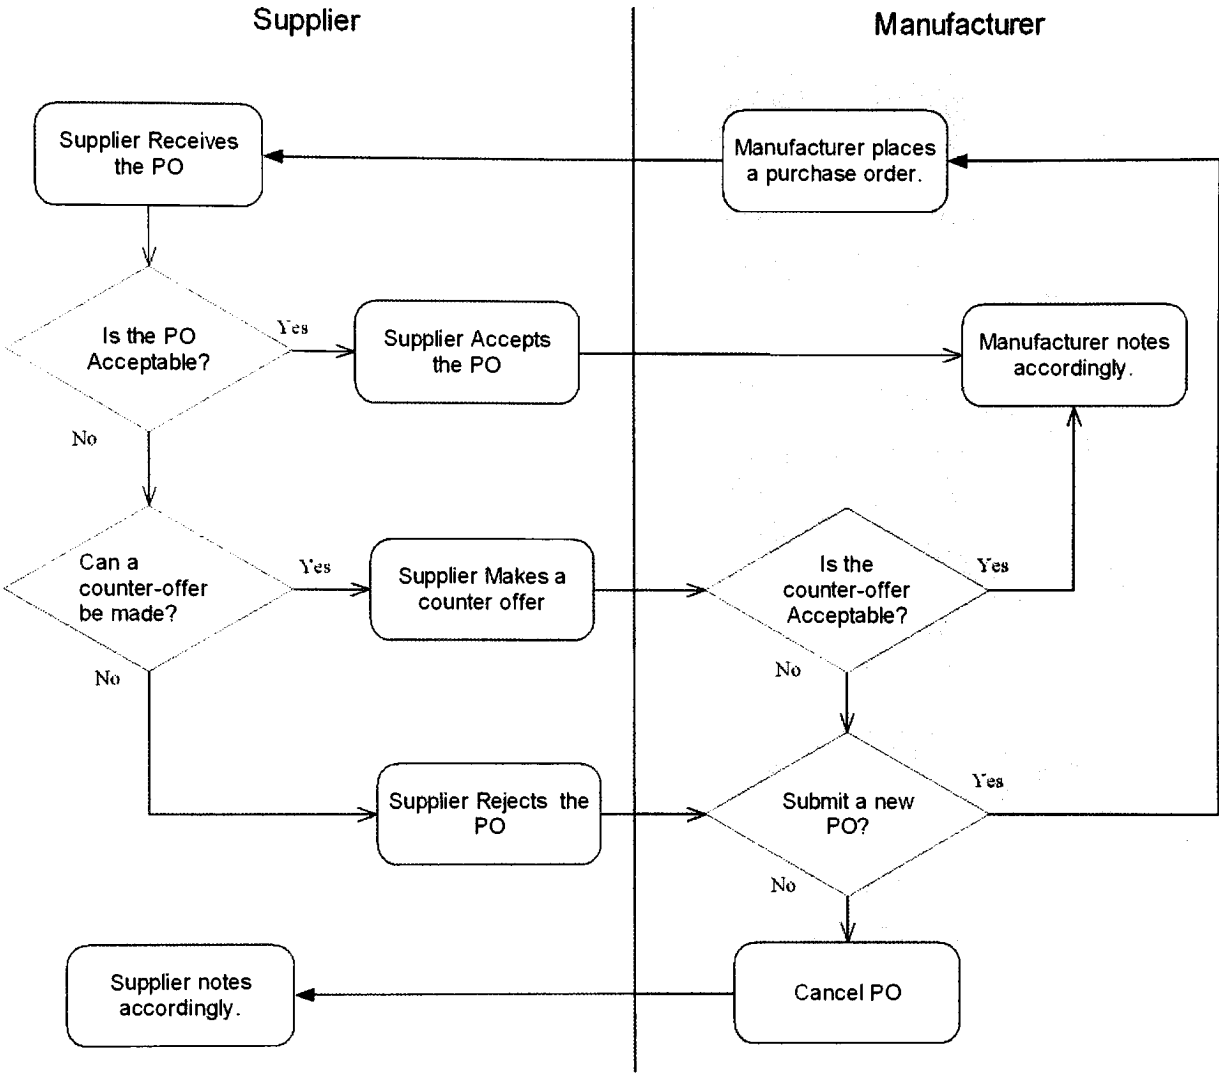 Supplier
Manufacturer
Supplier Receives
the PO
Manufacturer places
a purchase order.
Is the PO
Acceptable?
Yes
Supplier Accepts
the PO
Manufacturer notes
accordingly.
No
Can a
counter-offer
be made?
Yes
Supplier Makes a
counter offer
Is the
counter-offer
Acceptable?
Yes
No
No
Supplier Rejects the
PO
Submit a new
PO?
Yes
No
Supplier notes
accordingly.
Cancel PO